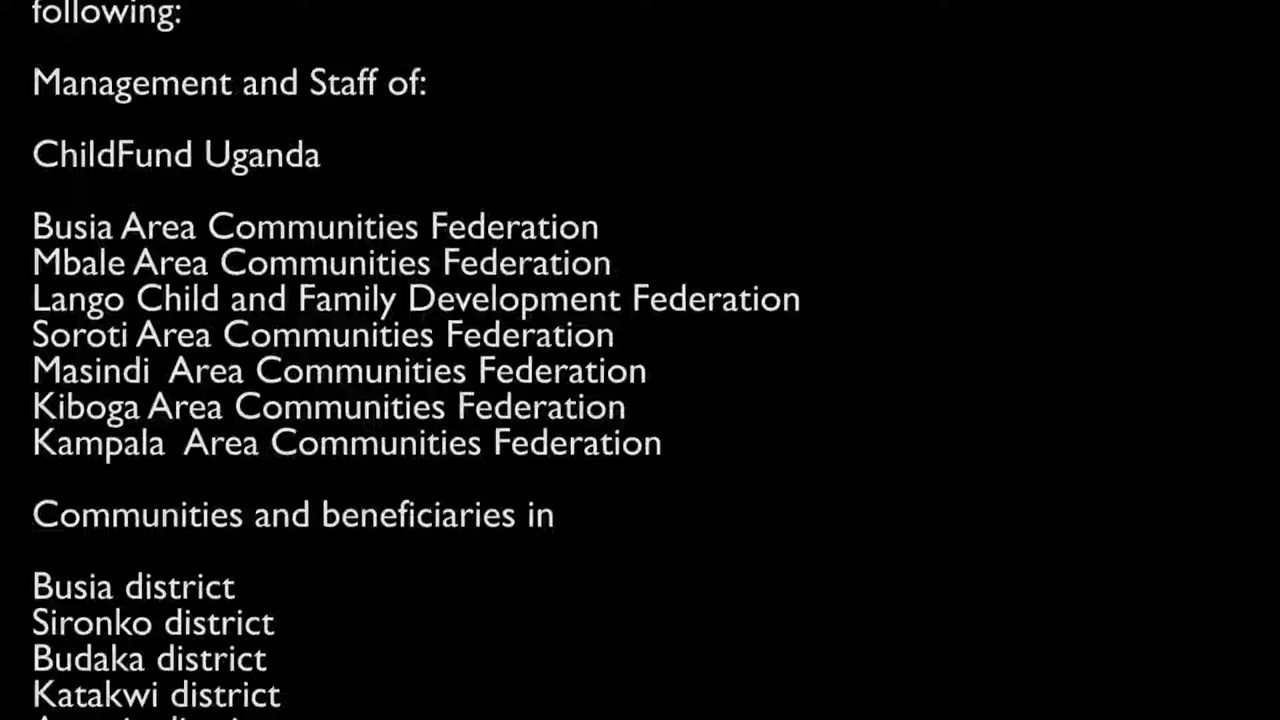 following:
Management and Staff of:
ChildFund Uganda
Busia Area Communities Federation
Mbale Area Communities Federation
Lango Child and Family Development Federation
Soroti Area Communities Federation
Masindi  Area Communities Federation
Kiboga Area Communities Federation
Kampala  Area Communities Federation
Communities and beneficiaries in
Busia district
Sironko district
Budaka district
Katakwi district